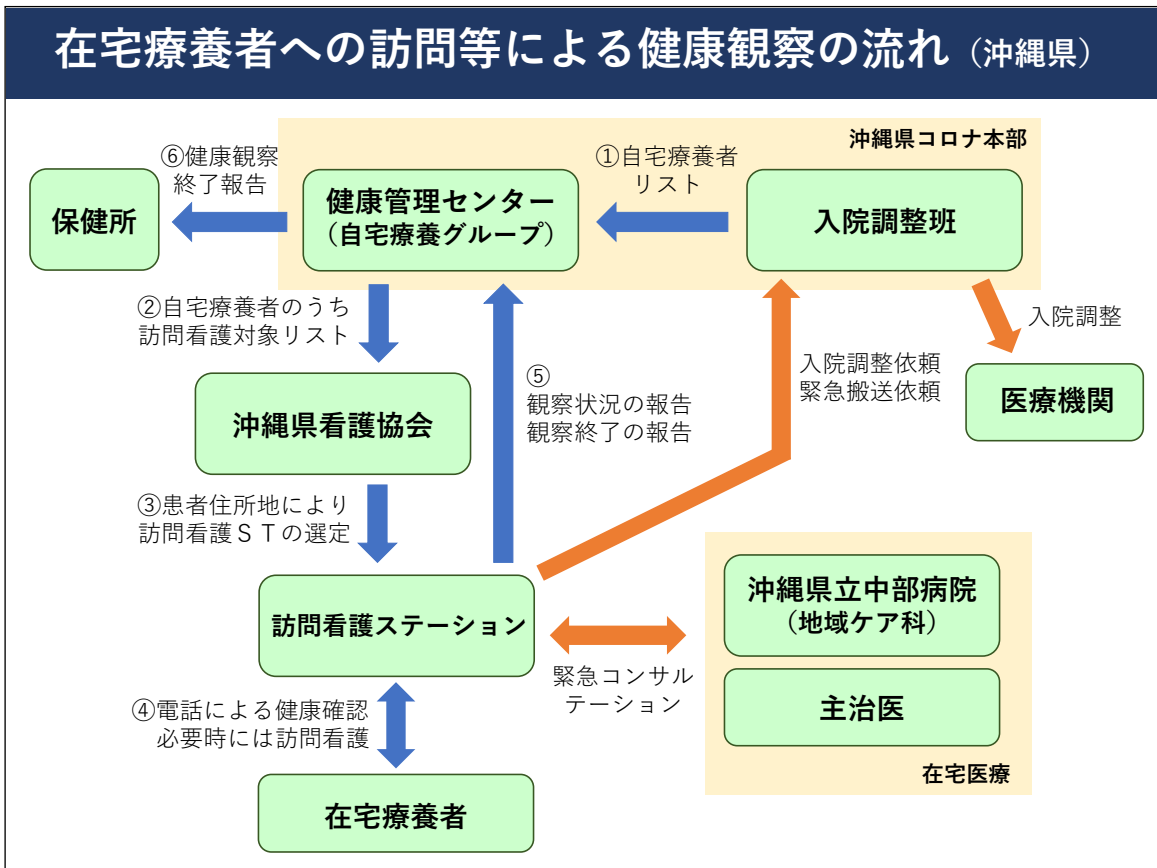 在宅療養者への訪問等による健康観察の流れ（沖縄県）
沖縄県コロナ本部
⑥健康観察
終了報告
①自宅療養者
リスト
保健所
健康管理センター
（自宅療養グループ）
入院調整班
②自宅療養者のうち
訪問看護対象リスト
入院調整
⑤
観察状況の報告
観察終了の報告
入院調整依頼
緊急搬送依頼
医療機関
沖縄県看護協会
③患者住所地により
訪問看護ＳＴの選定
訪問看護ステーション
緊急コンサル
テーション
沖縄県立中部病院
（地域ケア科）
主治医
在宅医療
④電話による健康確認
必要時には訪問看護
在宅療養者